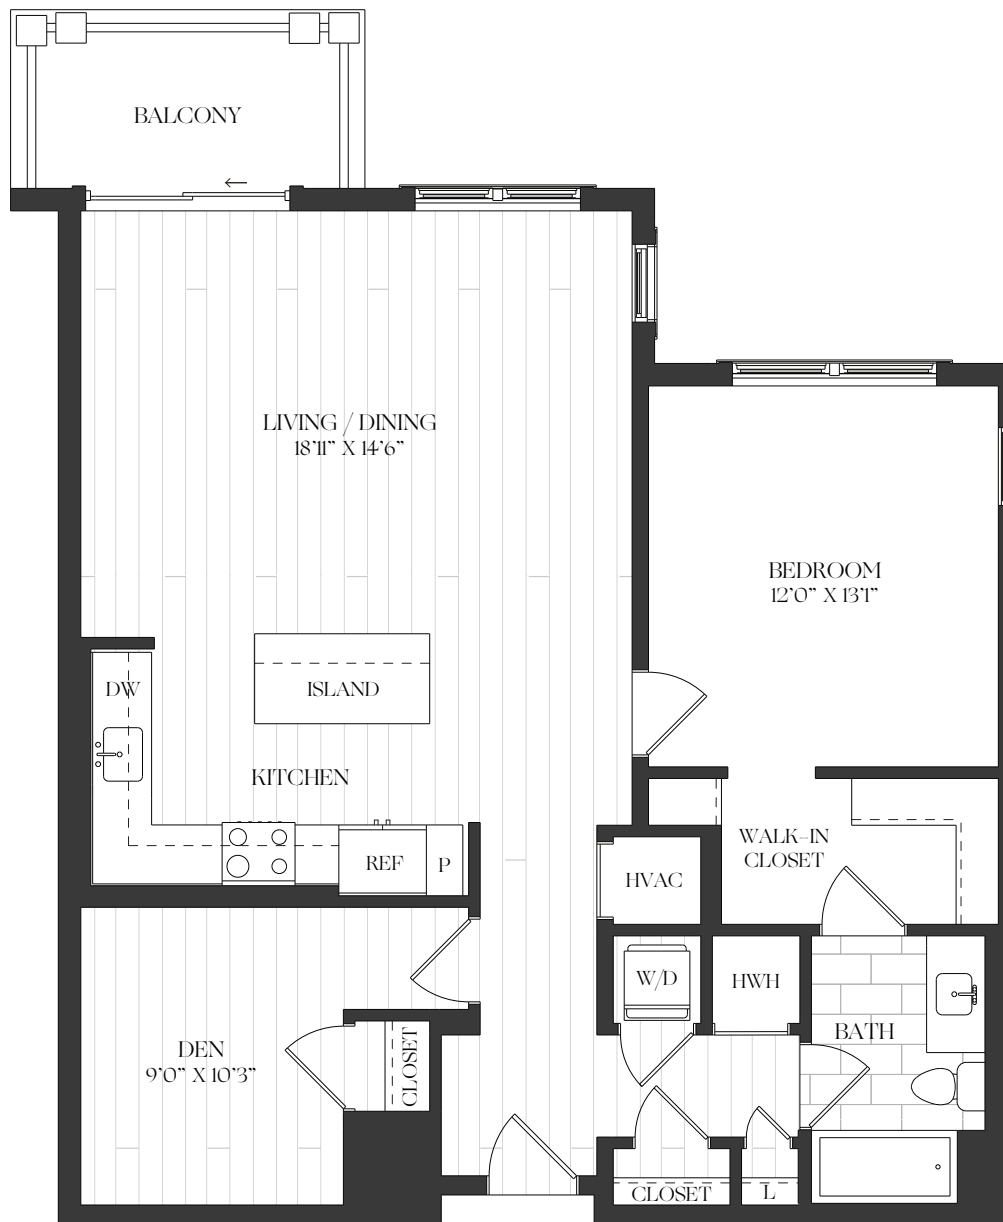 BALCONY
LIVING / DINING
18'11" X 14'6"
BEDROOM
12'0" X 13'1"
DW
ISLAND
KITCHEN
REF
P
WALK-IN
CLOSET
HVAC
W/D
HWH
BATH
DEN
9'0" X 10'3"
CLOSET
CLOSET
L